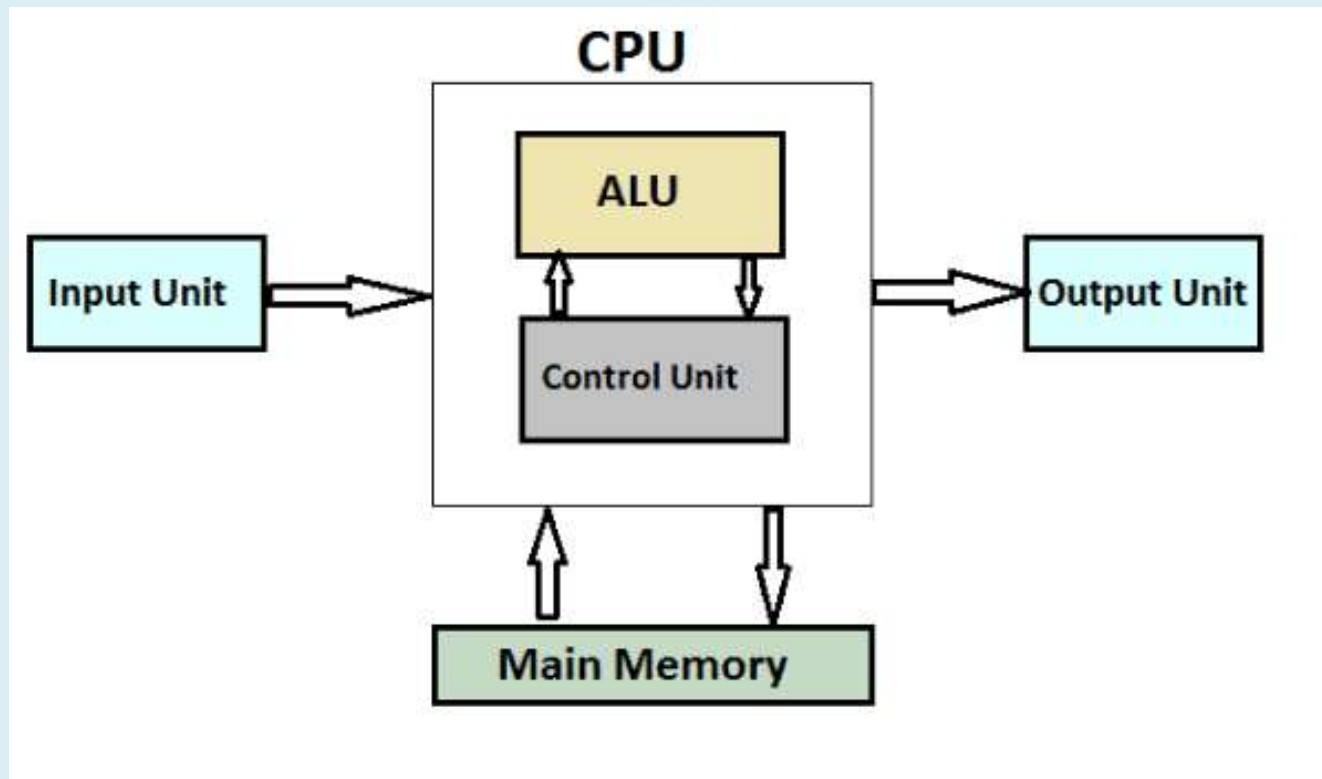 CPU
ALU
Input Unit
Output Unit
Control Unit
Main Memory